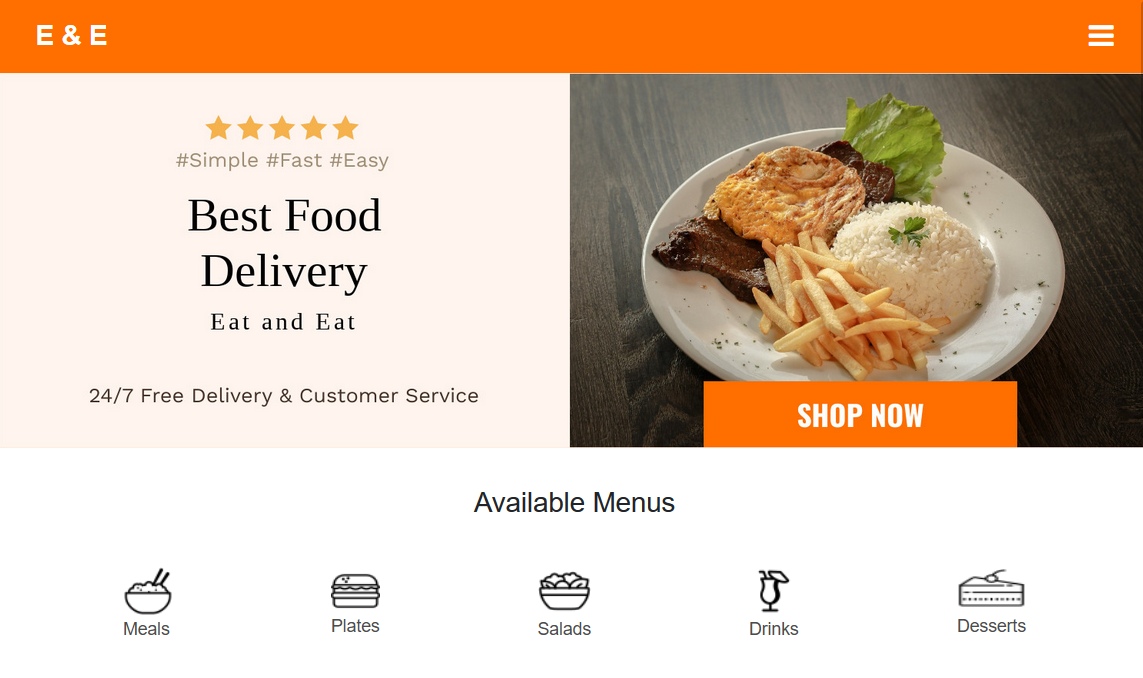 E & E
#Simple #Fast #Easy
Best Food
Delivery
Eat and Eat
24/7 Free Delivery & Customer Service
SHOP NOW
Available Menus
Meals
Plates
Salads
Drinks
Desserts